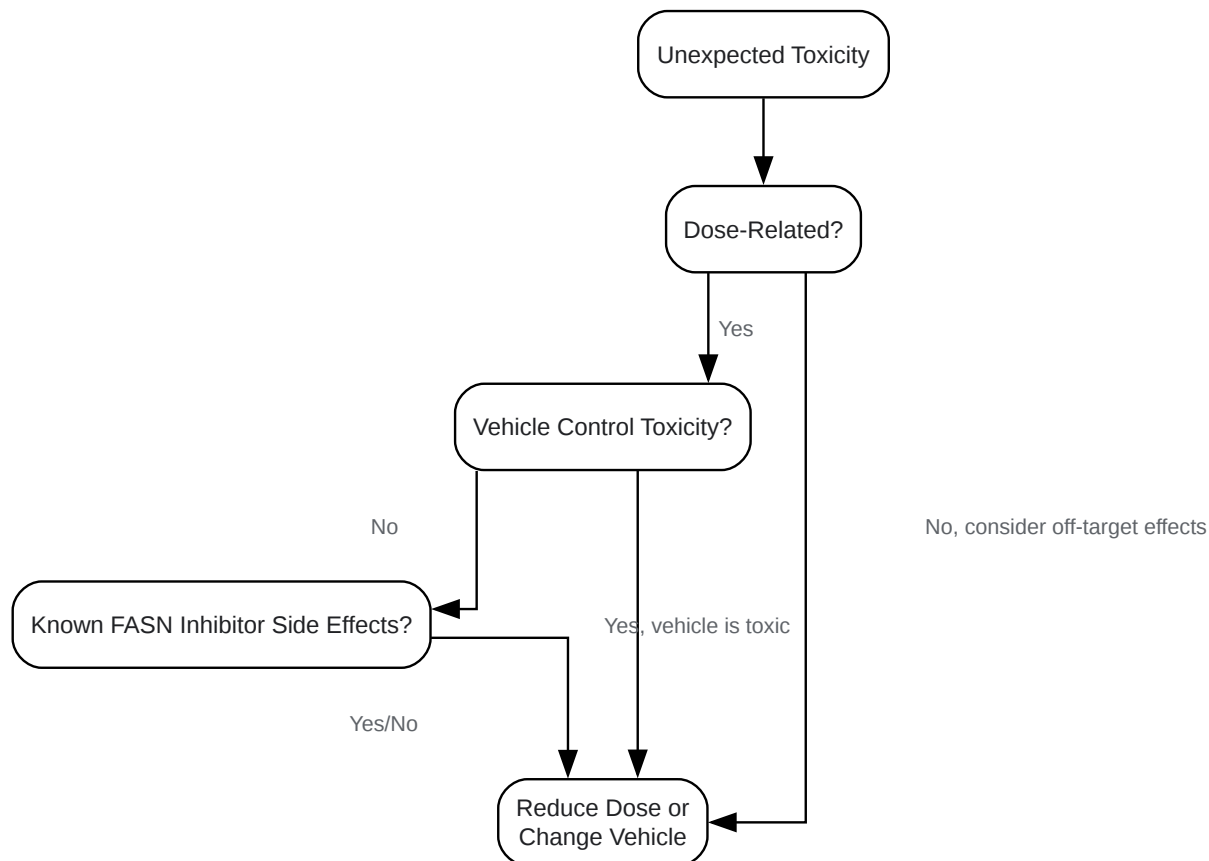 Unexpected Toxicity
Dose-Related?
Yes
Vehicle Control Toxicity?
No
No, consider off-target effects
Known FASN Inhibitor Side Effects?
Yes, vehicle is toxic
Yes/No
Reduce Dose or
Change Vehicle